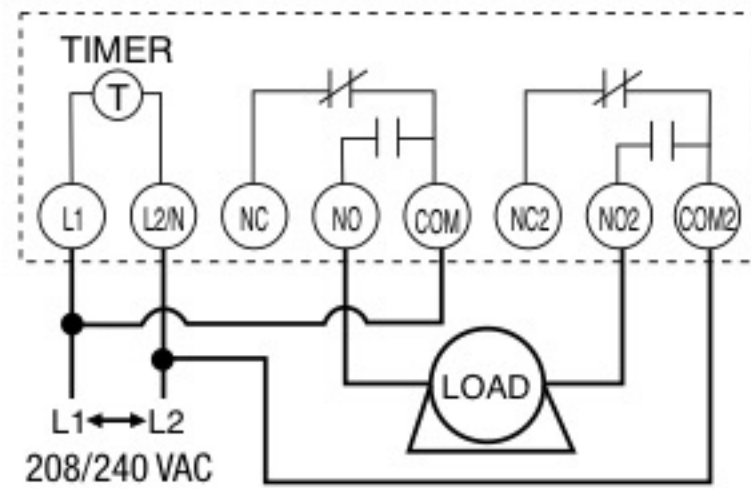 TIMER
T
L1 L2/N NC NO COM NC2 NO2 COM2
LOAD
L1 L2
208/240 VAC